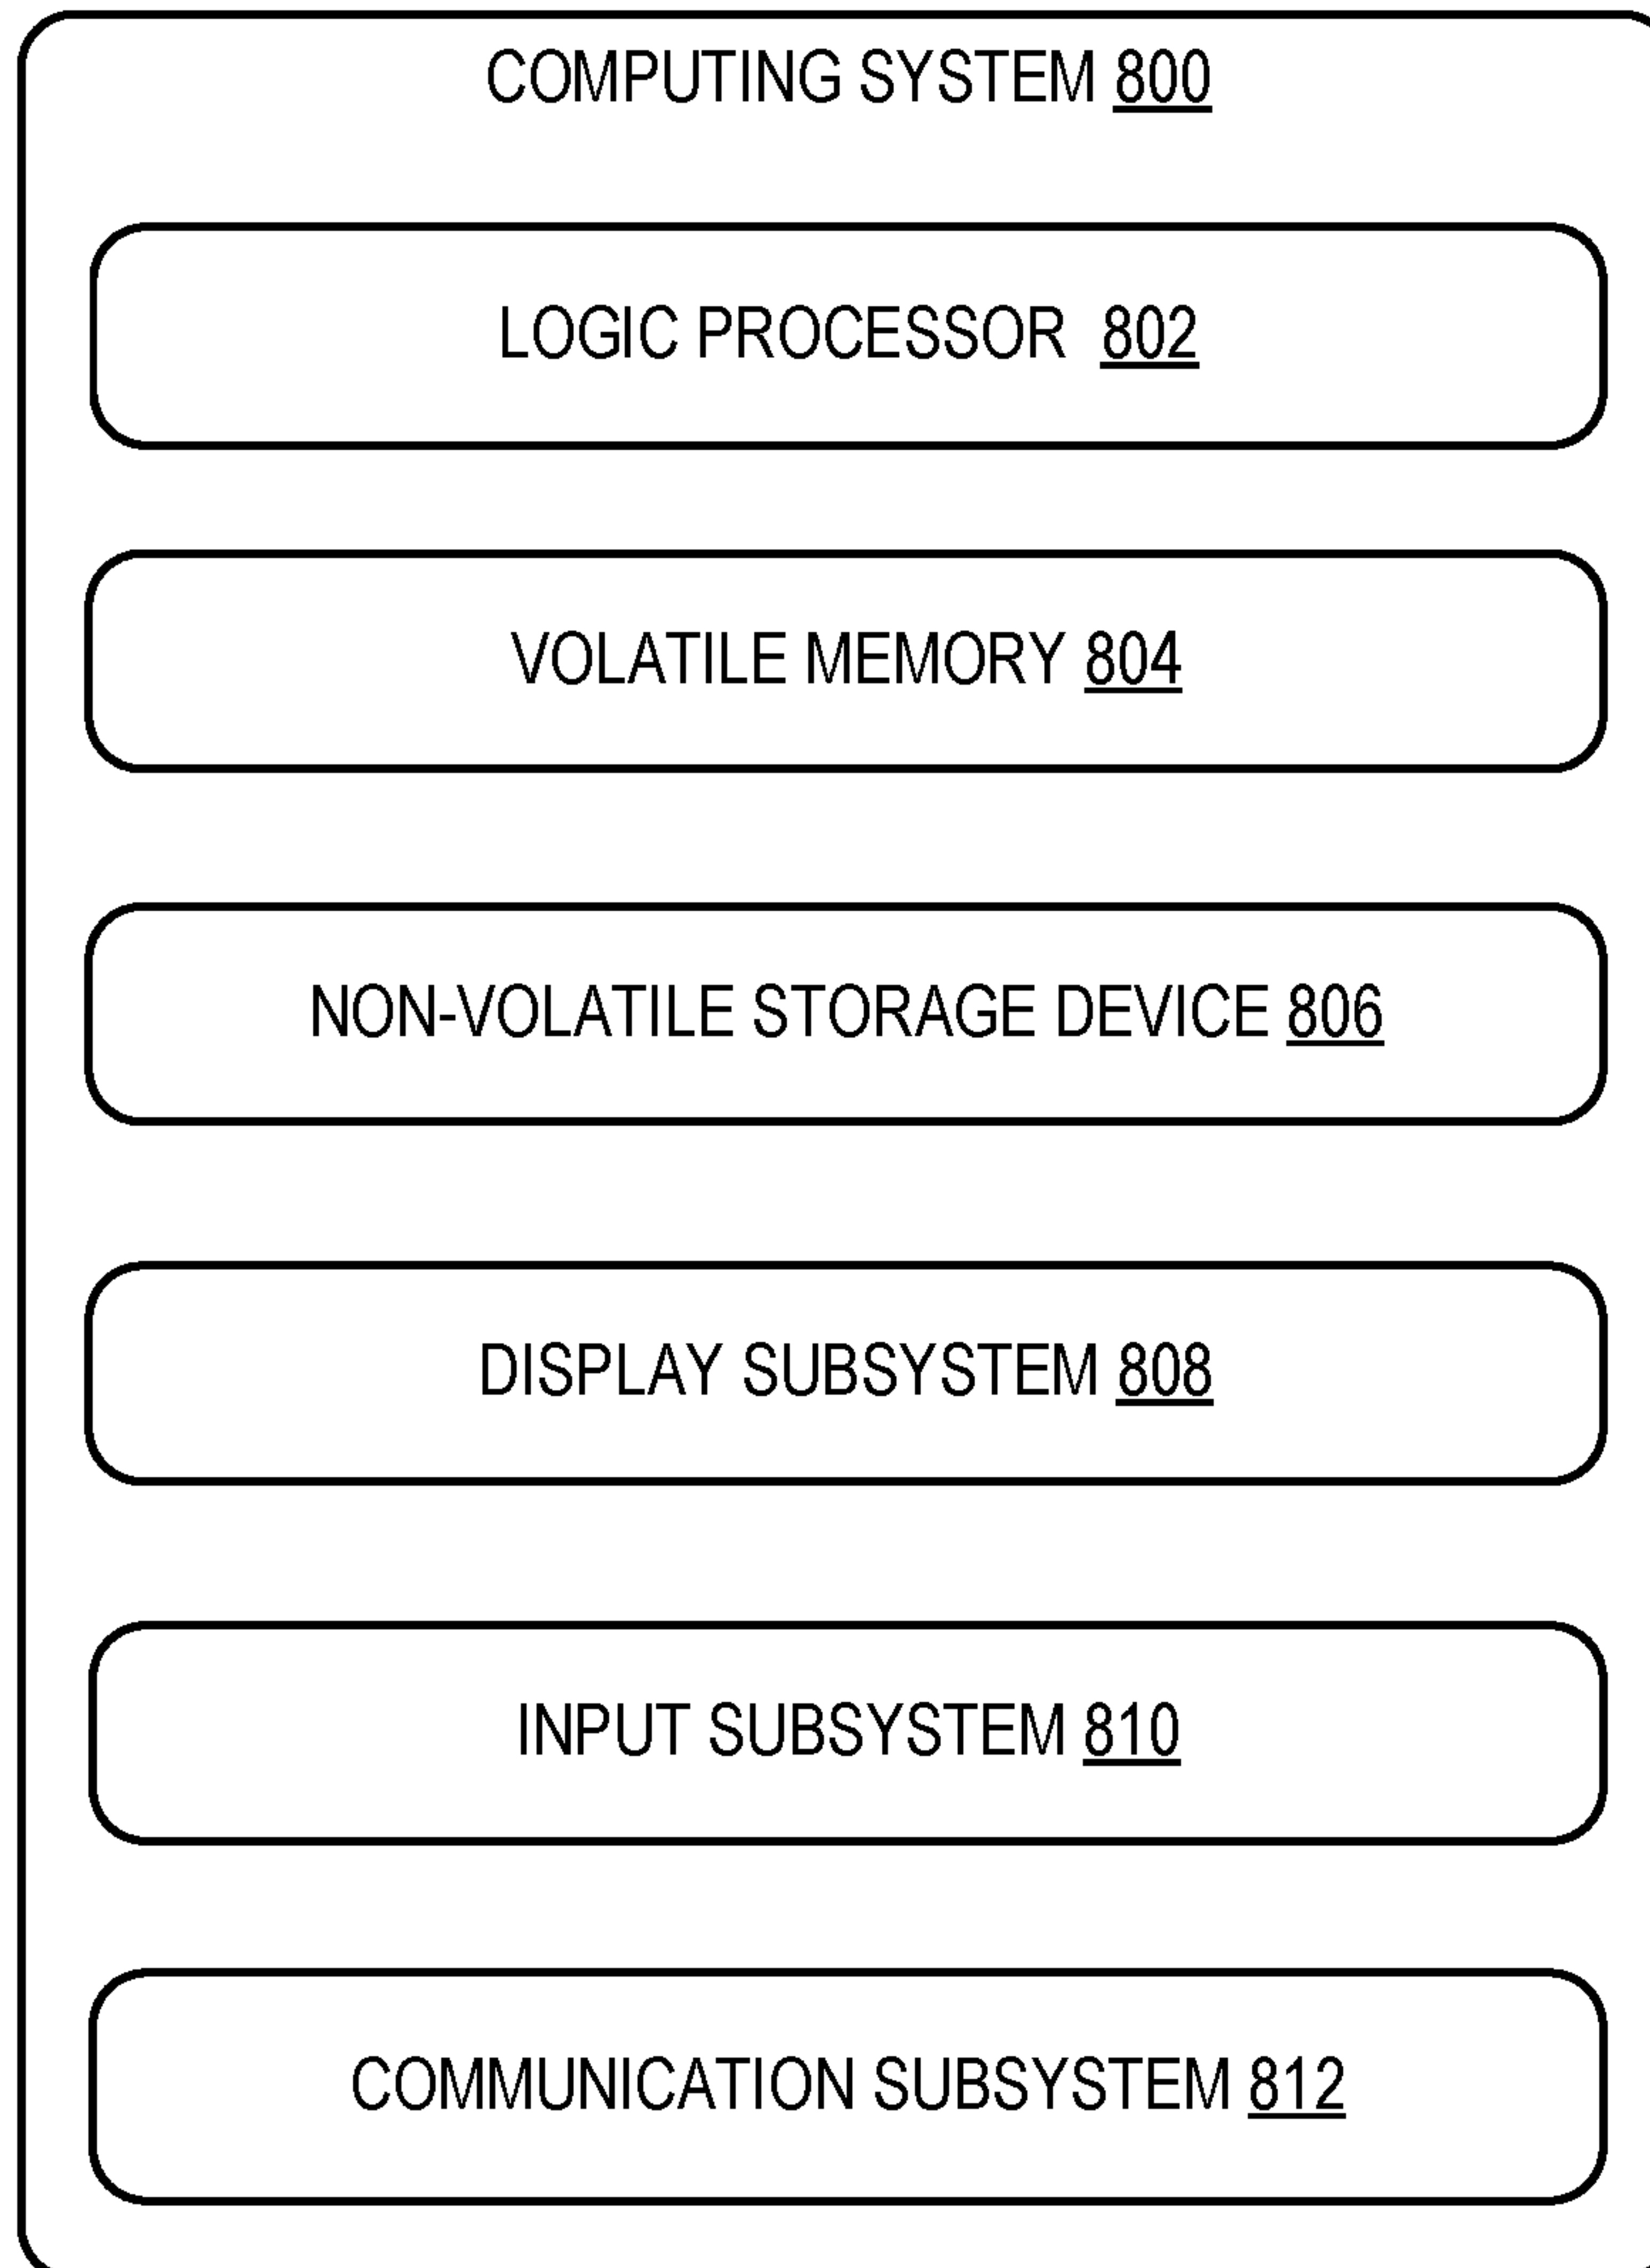 COMPUTING SYSTEM 800
LOGIC PROCESSOR 802
VOLATILE MEMORY 804
NON-VOLATILE STORAGE DEVICE 806
DISPLAY SUBSYSTEM 808
INPUT SUBSYSTEM 810
COMMUNICATION SUBSYSTEM 812